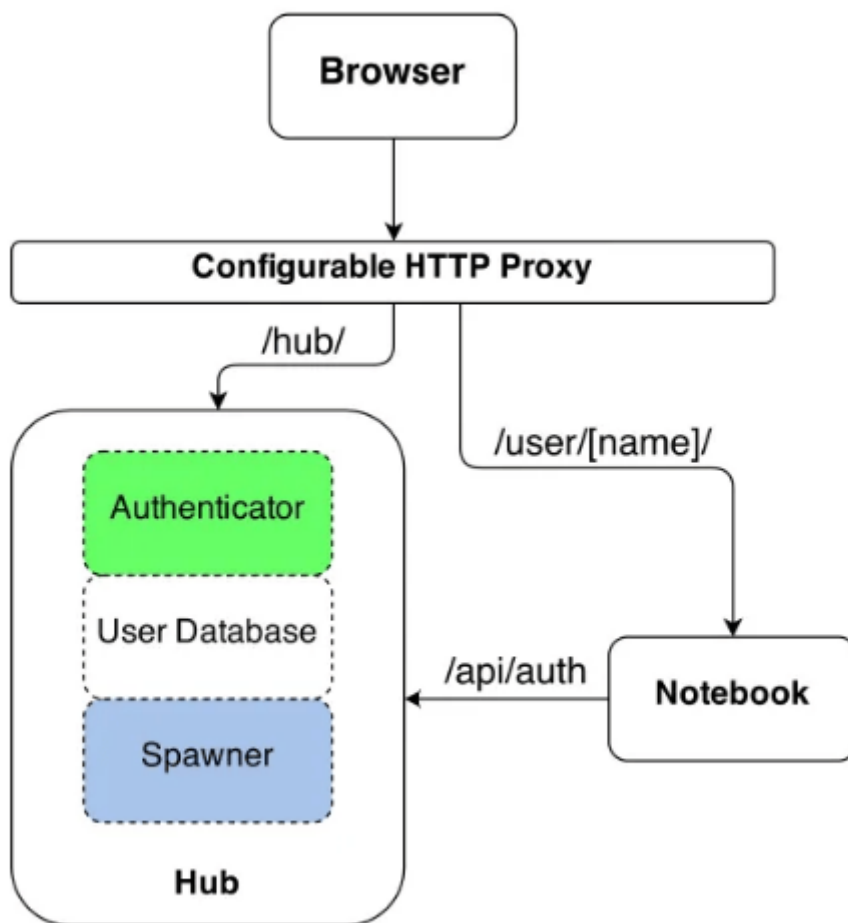 Browser
Configurable HTTP Proxy
/hub/
/user/[name]/
Authenticator
User Database
/api/auth
Notebook
Spawner
Hub